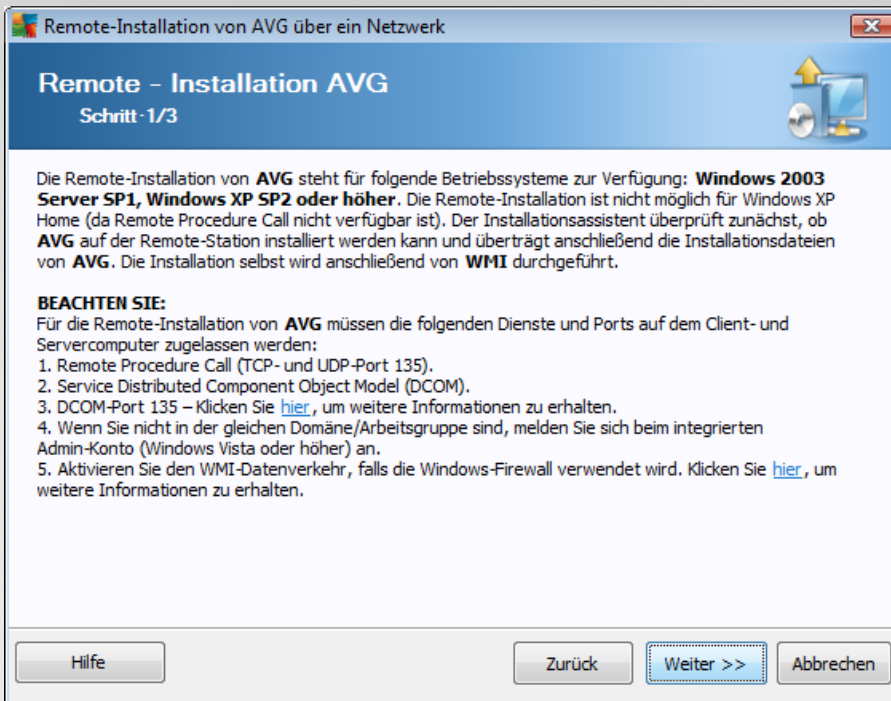 Remote-Installation von AVG über ein Netzwerk
Remote - Installation AVG
Schritt-1/3
Die Remote-Installation von AVG steht für folgende Betriebssysteme zur Verfügung: Windows 2003
Server SP1, Windows XP SP2 oder höher. Die Remote-Installation ist nicht möglich für Windows XP
Home (da Remote Procedure Call nicht verfügbar ist). Der Installationsassistent überprüft zunächst, ob
AVG auf der Remote-Station installiert werden kann und überträgt anschließend die Installationsdateien
von AVG. Die Installation selbst wird anschließend von WMI durchgeführt.
BEACHTEN SIE:
Für die Remote-Installation von AVG müssen die folgenden Dienste und Ports auf dem Client- und
Servercomputer zugelassen werden:
1. Remote Procedure Call (TCP- und UDP-Port 135).
2. Service Distributed Component Object Model (DCOM).
3. DCOM-Port 135 – Klicken Sie hier, um weitere Informationen zu erhalten.
4. Wenn Sie nicht in der gleichen Domäne/Arbeitsgruppe sind, melden Sie sich beim integrierten
Admin-Konto (Windows Vista oder höher) an.
5. Aktivieren Sie den WMI-Datenverkehr, falls die Windows-Firewall verwendet wird. Klicken Sie hier, um
weitere Informationen zu erhalten.
Hilfe
Zurück
Weiter >>
Abbrechen